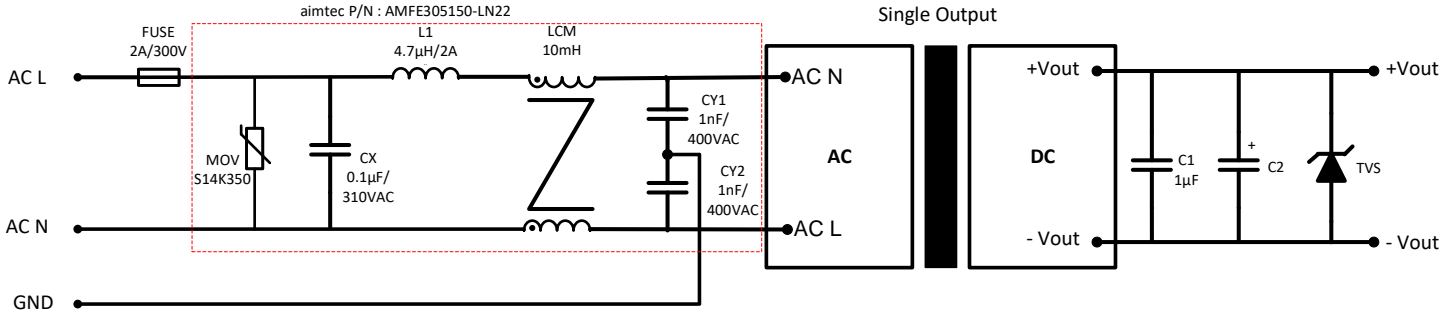 aimtec P/N : AMFE305150-LN22
Single Output
FUSE
2A/300V
L1
4.7µH/2A
LCM
10mH
AC L
AC N
+Vout
+Vout
CY1
1nF/
400VAC
MOV
S14K350
CX
0.1µF/
310VAC
AC
DC
C1
1µF
+
C2
TVS
CY2
1nF/
400VAC
AC N
AC L
- Vout
- Vout
GND